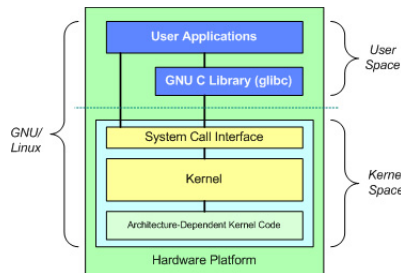 User Applications
GNU C Library (glibc)
User
Space
GNU/
Linux
System Call Interface
Kernel
Architecture-Dependent Kernel Code
Kernel
Space
Hardware Platform